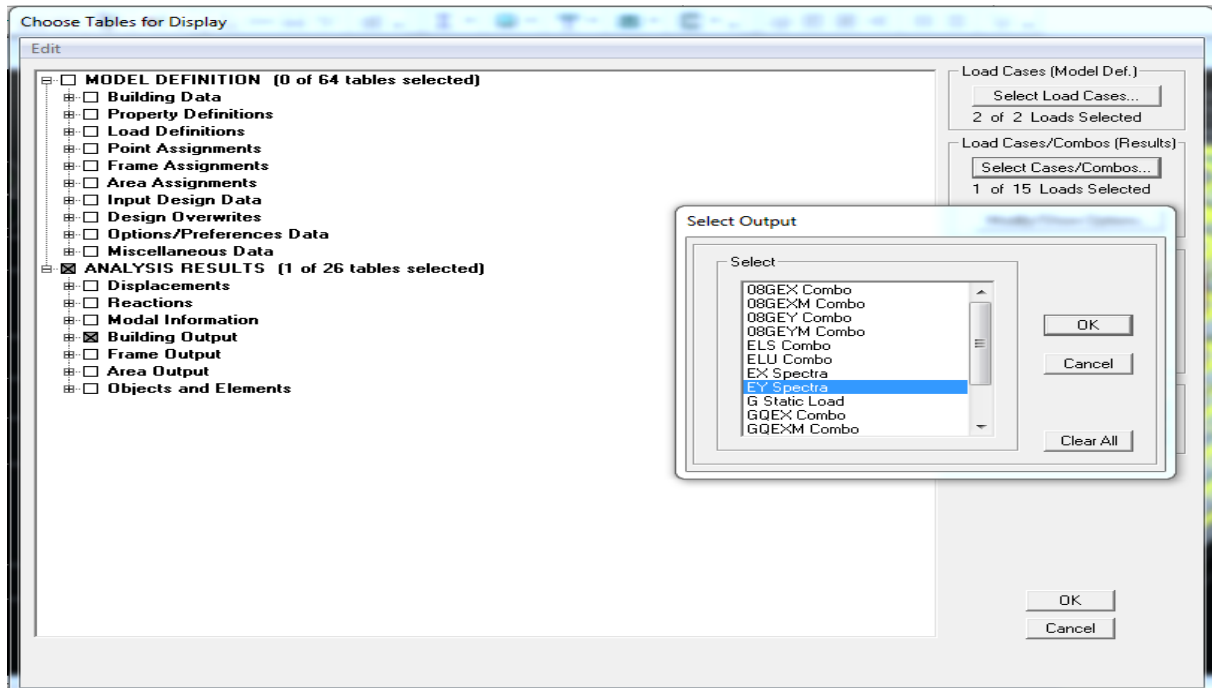 Choose Tables for Display
Edit
MODEL DEFINITION (0 of 64 tables selected)
Building Data
Property Definitions
Load Definitions
Point Assignments
Frame Assignments
Area Assignments
Input Design Data
Design Overwrites
Options/Preferences Data
Miscellaneous Data
ANALYSIS RESULTS (1 of 26 tables selected)
Displacements
Reactions
Modal Information
Building Output
Frame Output
Area Output
Objects and Elements
Load Cases (Model Def.)
Select Load Cases...
2 of 2 Loads Selected
Load Cases/Combos (Results)
Select Cases/Combos...
1 of 15 Loads Selected
Select Output
Select
08GEX Combo
08GEXM Combo
08GEY Combo
08GEYM Combo
ELS Combo
ELU Combo
EX Spectra
EY Spectra
G Static Load
GQEX Combo
GQEXM Combo
OK
Cancel
Clear All
OK
Cancel